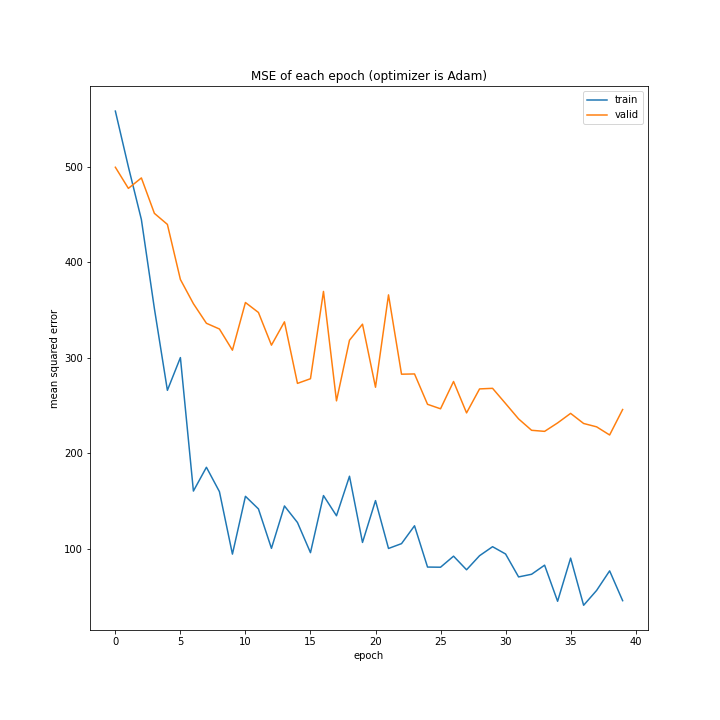 MSE of each epoch (optimizer is Adam)
train
valid
500
400
300
200
100
mean squared error
0 5 10 15 20 25 30 35 40
epoch